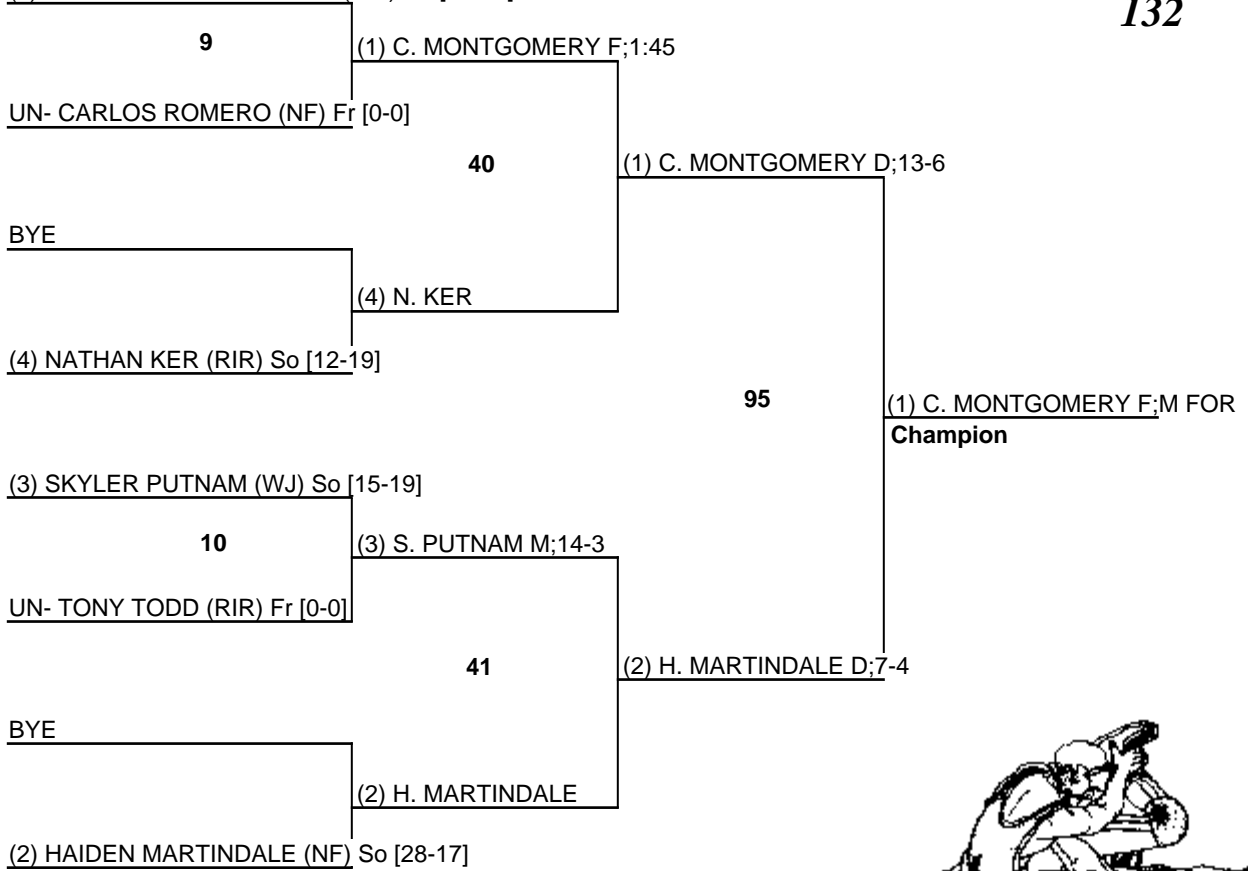 132
9
(1) C. MONTGOMERY F;1:45
UN- CARLOS ROMERO (NF) Fr [0-0]
40
(1) C. MONTGOMERY D;13-6
BYE
(4) N. KER
(4) NATHAN KER (RIR) So [12-19]
95
(1) C. MONTGOMERY F;M FOR
Champion
(3) SKYLER PUTNAM (WJ) So [15-19]
10
(3) S. PUTNAM M;14-3
UN- TONY TODD (RIR) Fr [0-0]
41
(2) H. MARTINDALE D;7-4
BYE
(2) H. MARTINDALE
(2) HAIDEN MARTINDALE (NF) So [28-17]